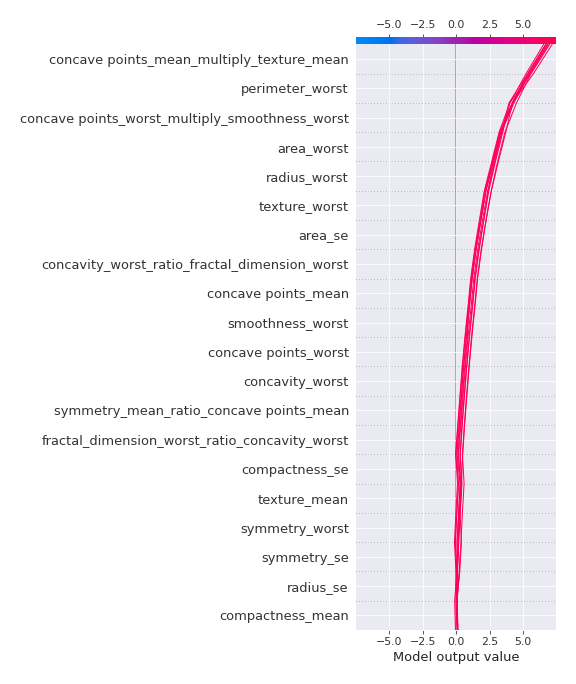 −5.0 −2.5 0.0 2.5 5.0
concave points_mean_multiply_texture_mean
perimeter_worst
concave points_worst_multiply_smoothness_worst
area_worst
radius_worst
texture_worst
area_se
concavity_worst_ratio_fractal_dimension_worst
concave points_mean
smoothness_worst
concave points_worst
concavity_worst
symmetry_mean_ratio_concave points_mean
fractal_dimension_worst_ratio_concavity_worst
compactness_se
texture_mean
symmetry_worst
symmetry_se
radius_se
compactness_mean
−5.0 −2.5 0.0 2.5 5.0
Model output value